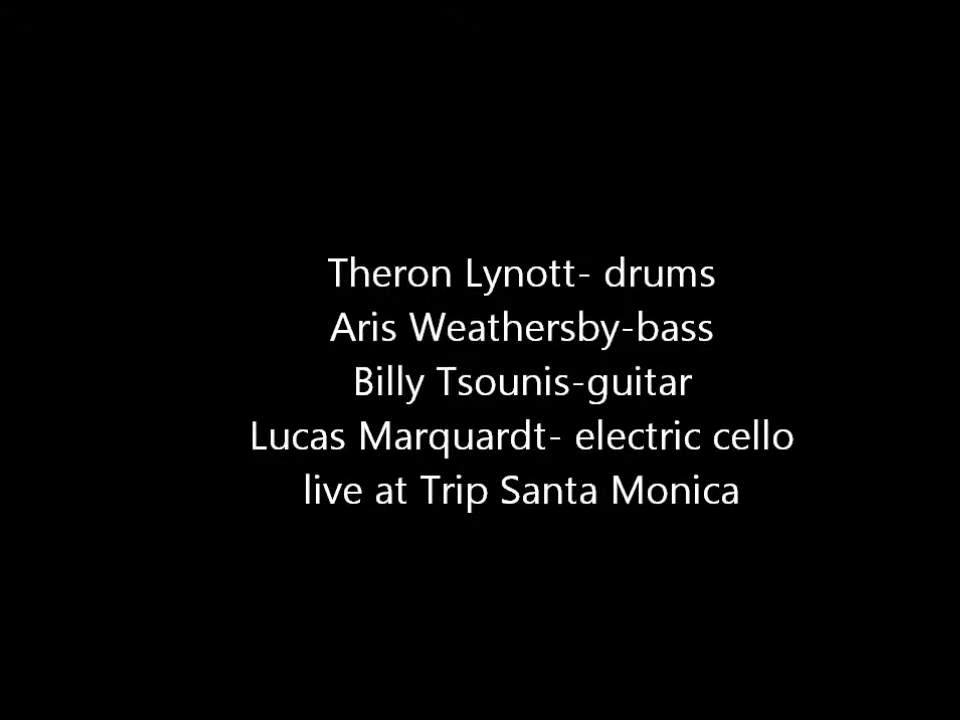 Theron Lynott- drums
Aris Weathersby-bass
Billy Tsounis-guitar
Lucas Marquardt- electric cello
live at Trip Santa Monica